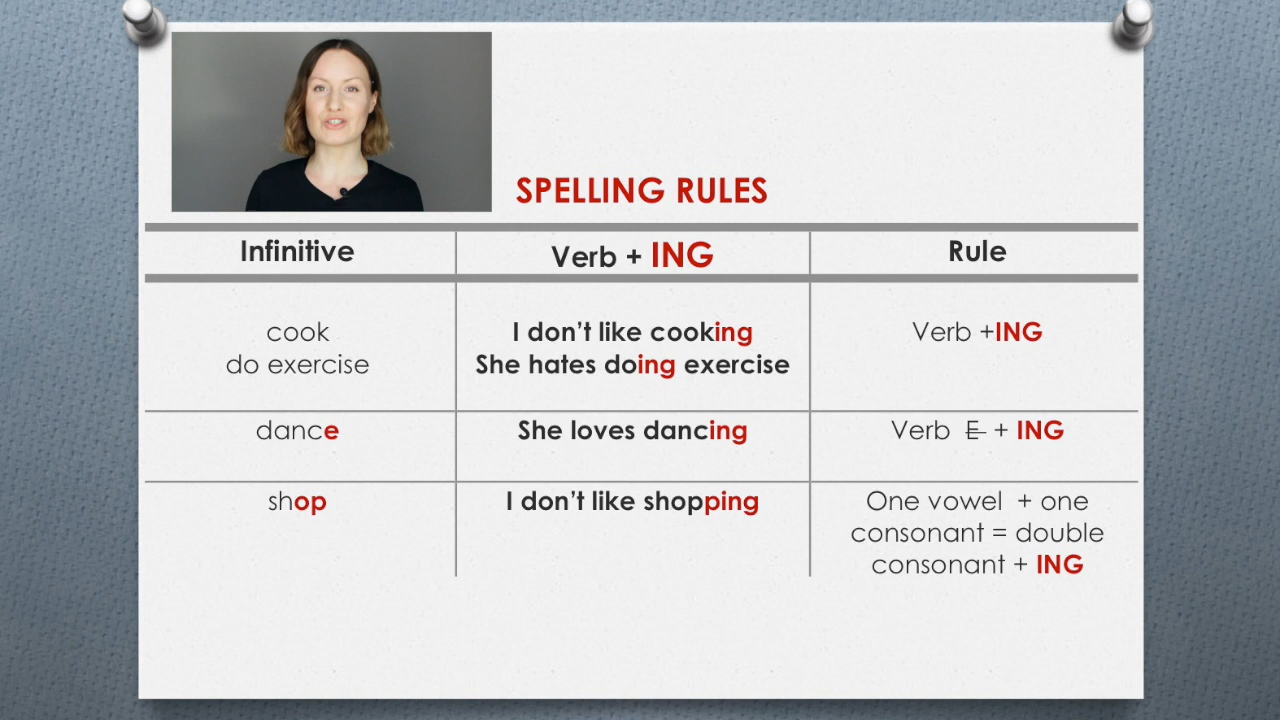 SPELLING RULES
Infinitive
Verb + ING
Rule
cook
do exercise
I don't like cooking
She hates doing exercise
Verb +ING
dance
She loves dancing
Verb E + ING
shop
I don't like shopping
One vowel + one
consonant = double
consonant + ING